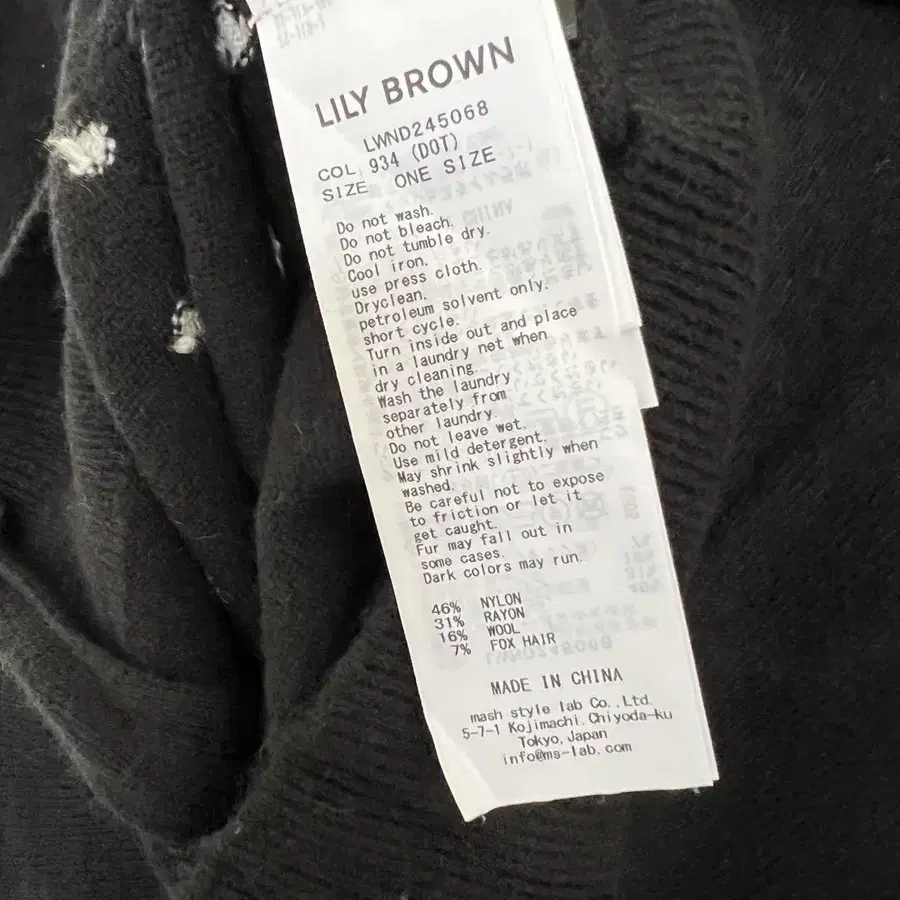 LILY BROWN
LWND245068
COL 934 (DOT)
SIZE ONE SIZE
Do not wash.
Do not bleach.
Do not tumble dry.
Cool iron.
use press cloth.
Dryclean.
petroleum solvent only.
short cycle.
Turn inside out and place
in a laundry net when
dry cleaning.
Wash the laundry
separately from
other laundry.
Do not leave wet.
Use mild detergent.
May shrink slightly when
washed.
Be careful not to expose
to friction or let it
get caught.
Fur may fall out in
some cases.
Dark colors may run.
46% NYLON
31% RAYON
16% WOOL
7% FOX HAIR
MADE IN CHINA
mash style lab Co.,Ltd.
5-7-1 Kojimachi.Chiyoda-ku
Tokyo,Japan
info@ms-lab.com